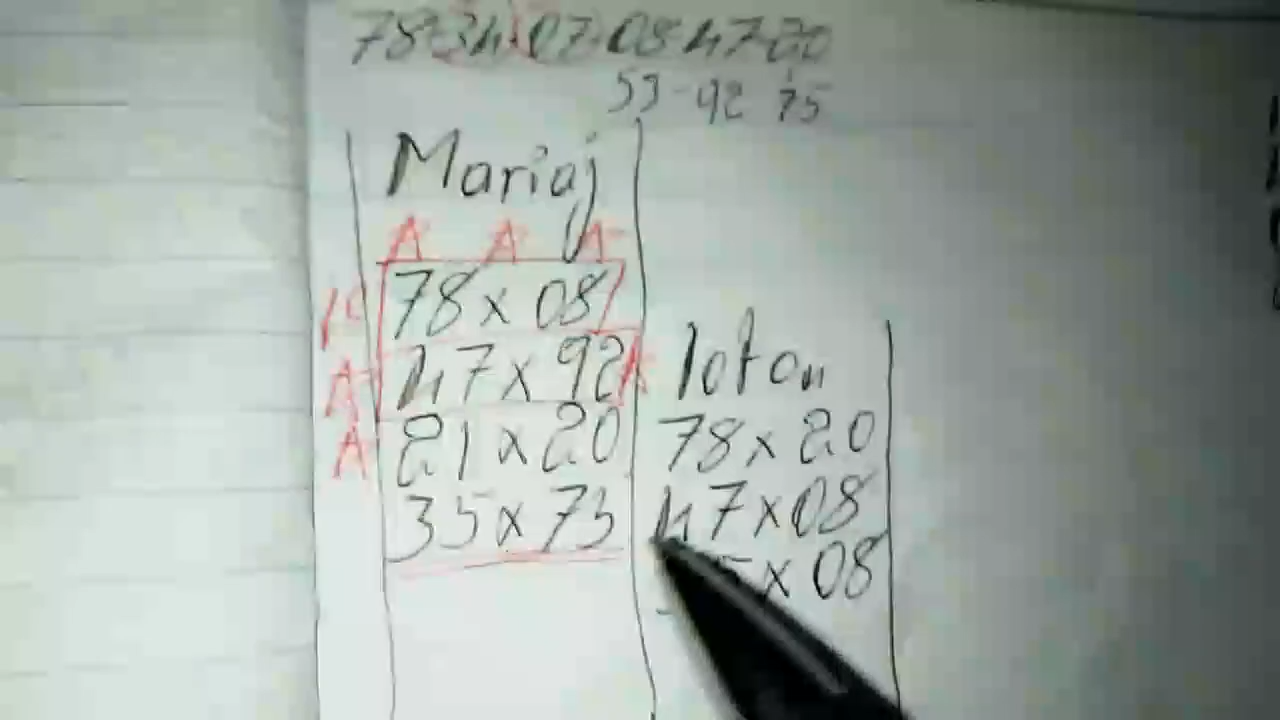 78-34-07-08-47-20
53-92 75
Mariaj
A A A
78 x 08
A 47 x 92 A
A 21 x 20
35 x 75
loton
78 x 20
47 x 08
x 08